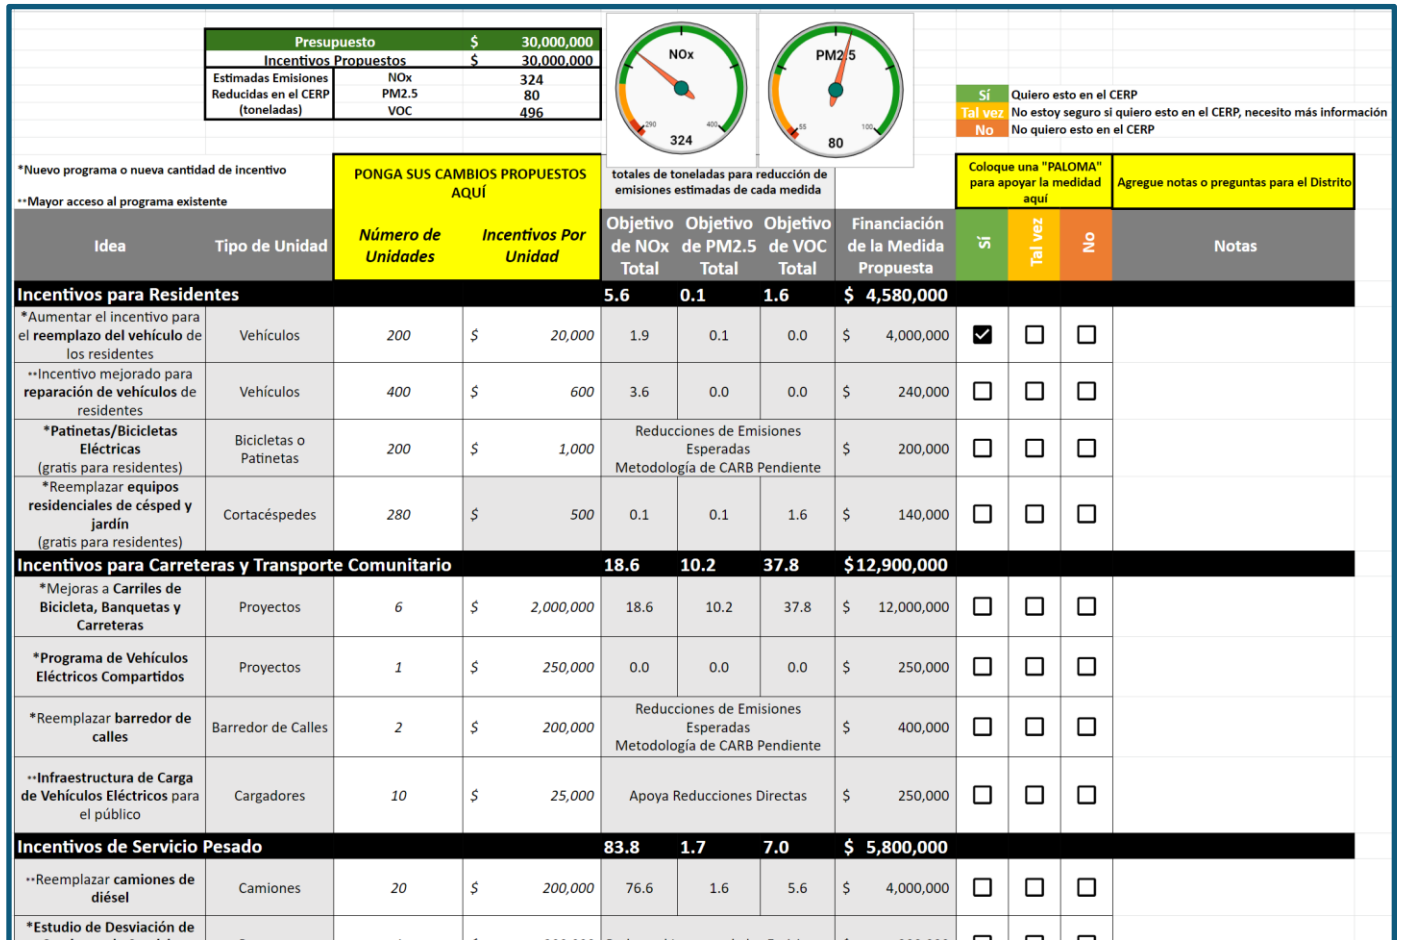 Presupuesto $ 30,000,000
Incentivos Propuestos $ 30,000,000
Estimadas Emisiones Reducidas en el CERP (toneladas)
NOx 324
PM2.5 80
VOC 496
NOx
290
400
324
PM2.5
55
100
80
Sí Quiero esto en el CERP
Tal vez No estoy seguro si quiero esto en el CERP, necesito más información
No No quiero esto en el CERP
*Nuevo programa o nueva cantidad de incentivo
**Mayor acceso al programa existente
PONGA SUS CAMBIOS PROPUESTOS
AQUÍ
totales de toneladas para reducción de
emisiones estimadas de cada medida
Coloque una "PALOMA"
para apoyar la medidad
aquí
Agregue notas o preguntas para el Distrito
Idea
Tipo de Unidad
Número de
Unidades
Incentivos Por
Unidad
Objetivo
de NOx
Total
Objetivo
de PM2.5
Total
Objetivo
de VOC
Total
Financiación
de la Medida
Propuesta
Sí
Tal vez
No
Notas
Incentivos para Residentes 5.6 0.1 1.6 $ 4,580,000
*Aumentar el incentivo para
el reemplazo del vehículo de
los residentes
Vehículos 200 $ 20,000 1.9 0.1 0.0 $ 4,000,000
**Incentivo mejorado para
reparación de vehículos de
residentes
Vehículos 400 $ 600 3.6 0.0 0.0 $ 240,000
*Patinetas/Bicicletas
Eléctricas
(gratis para residentes)
Bicicletas o
Patinetas
200 $ 1,000
Reducciones de Emisiones
Esperadas
Metodología de CARB Pendiente
$ 200,000
*Reemplazar equipos
residenciales de césped y
jardín
(gratis para residentes)
Cortacéspedes 280 $ 500 0.1 0.1 1.6 $ 140,000
Incentivos para Carreteras y Transporte Comunitario 18.6 10.2 37.8 $12,900,000
*Mejoras a Carriles de
Bicicleta, Banquetas y
Carreteras
Proyectos 6 $ 2,000,000 18.6 10.2 37.8 $ 12,000,000
*Programa de Vehículos
Eléctricos Compartidos
Proyectos 1 $ 250,000 0.0 0.0 0.0 $ 250,000
*Reemplazar barredor de
calles
Barredor de Calles 2 $ 200,000
Reducciones de Emisiones
Esperadas
Metodología de CARB Pendiente
$ 400,000
**Infraestructura de Carga
de Vehículos Eléctricos para
el público
Cargadores 10 $ 25,000 Apoya Reducciones Directas $ 250,000
Incentivos de Servicio Pesado 83.8 1.7 7.0 $ 5,800,000
**Reemplazar camiones de
diésel
Camiones 20 $ 200,000 76.6 1.6 5.6 $ 4,000,000
*Estudio de Desviación de